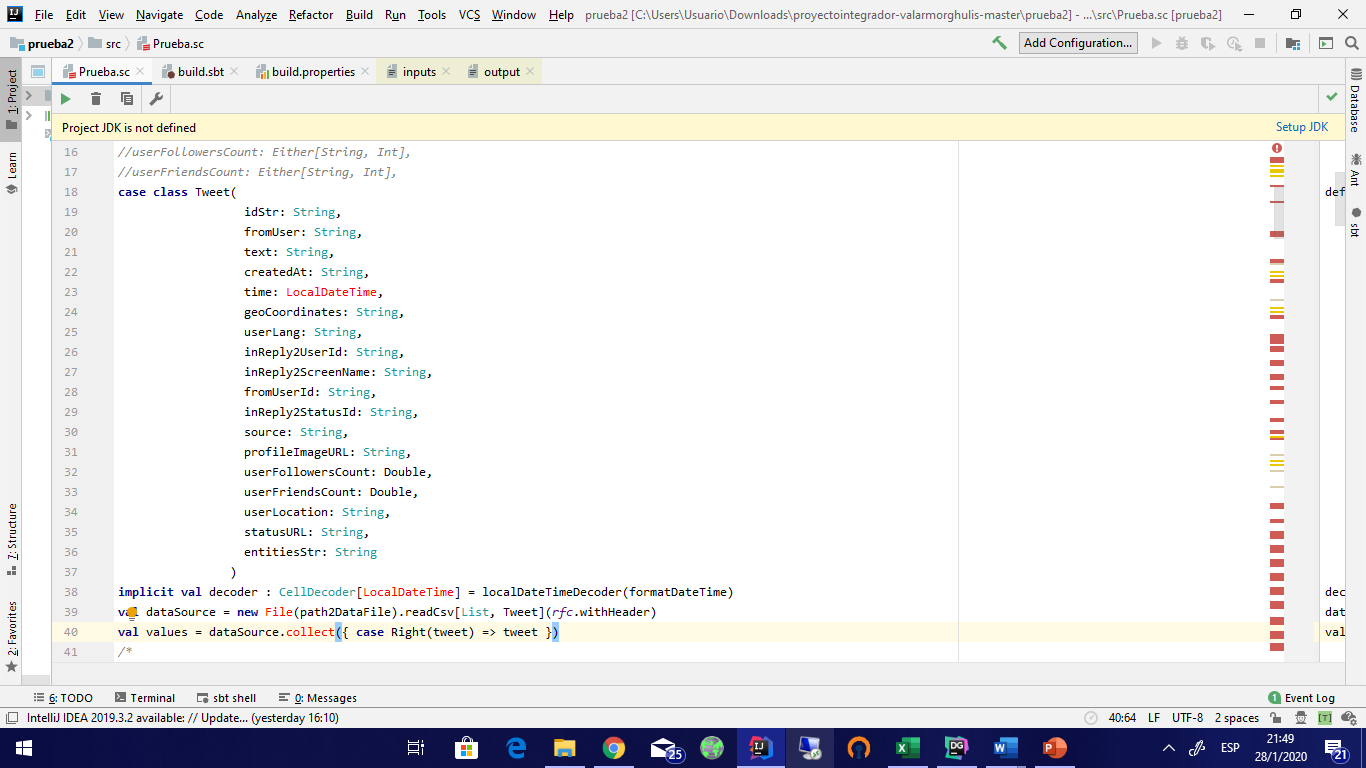 File Edit View Navigate Code Analyze Refactor Build Run Tools VCS Window Help prueba2 [C:\Users\Usuario\Downloads\proyectointegrador-valarmorghulis-master\prueba2] - ...\src\Prueba.sc [prueba2]
prueba2 src Prueba.sc Add Configuration...
Prueba.sc build.sbt build.properties inputs output
1: Project
Learn
7: Structure
2: Favorites
Database
Ant
sbt
Project JDK is not defined Setup JDK
16 //userFollowersCount: Either[String, Int],
17 //userFriendsCount: Either[String, Int],
18 case class Tweet( def
19 idStr: String,
20 fromUser: String,
21 text: String,
22 createdAt: String,
23 time: LocalDateTime,
24 geoCoordinates: String,
25 userLang: String,
26 inReply2UserId: String,
27 inReply2ScreenName: String,
28 fromUserId: String,
29 inReply2StatusId: String,
30 source: String,
31 profileImageURL: String,
32 userFollowersCount: Double,
33 userFriendsCount: Double,
34 userLocation: String,
35 statusURL: String,
36 entitiesStr: String
37 )
38 implicit val decoder : CellDecoder[LocalDateTime] = localDateTimeDecoder(formatDateTime) dec
39 val dataSource = new File(path2DataFile).readCsv[List, Tweet](rfc.withHeader) dat
40 val values = dataSource.collect({ case Right(tweet) => tweet }) val
41 /*
6: TODO Terminal sbt shell 0: Messages 1 Event Log
IntelliJ IDEA 2019.3.2 available: // Update... (yesterday 16:10) 40:64 LF UTF-8 2 spaces [T]
25 ESP 21:49
28/1/2020 21